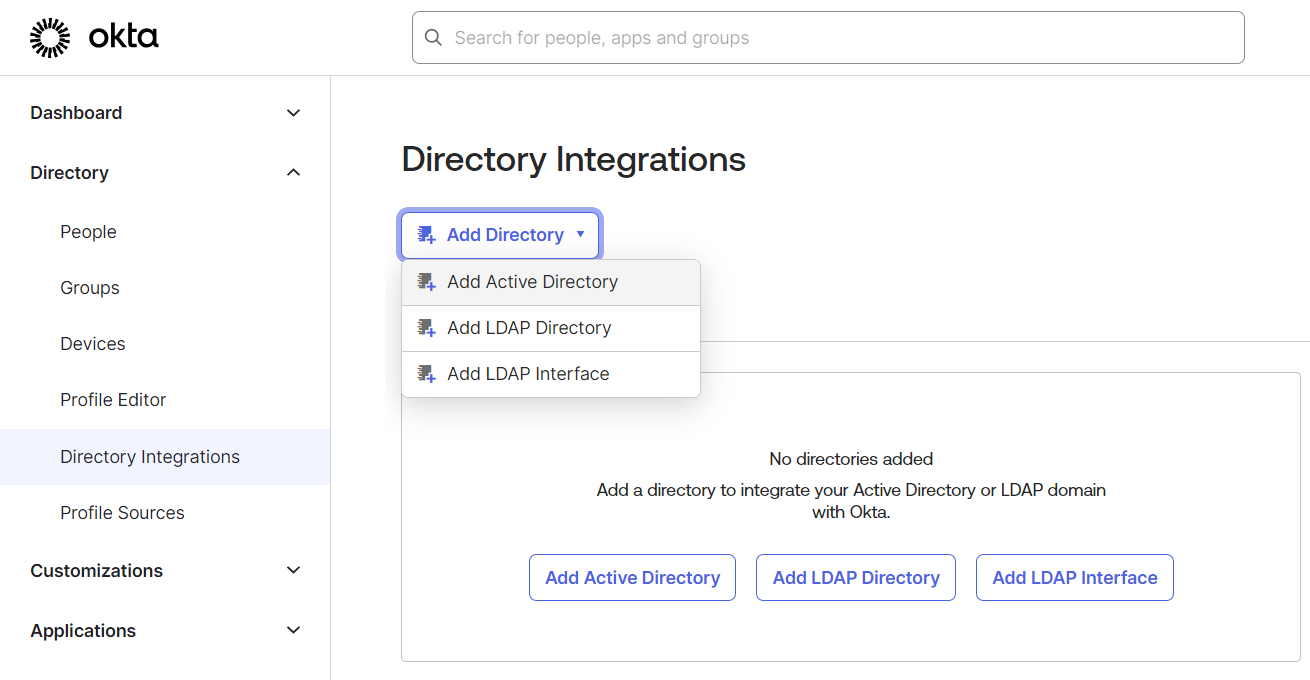 okta
Search for people, apps and groups
Dashboard
Directory
People
Groups
Devices
Profile Editor
Directory Integrations
Profile Sources
Customizations
Applications
Directory Integrations
Add Directory
Add Active Directory
Add LDAP Directory
Add LDAP Interface
No directories added
Add a directory to integrate your Active Directory or LDAP domain
with Okta.
Add Active Directory
Add LDAP Directory
Add LDAP Interface